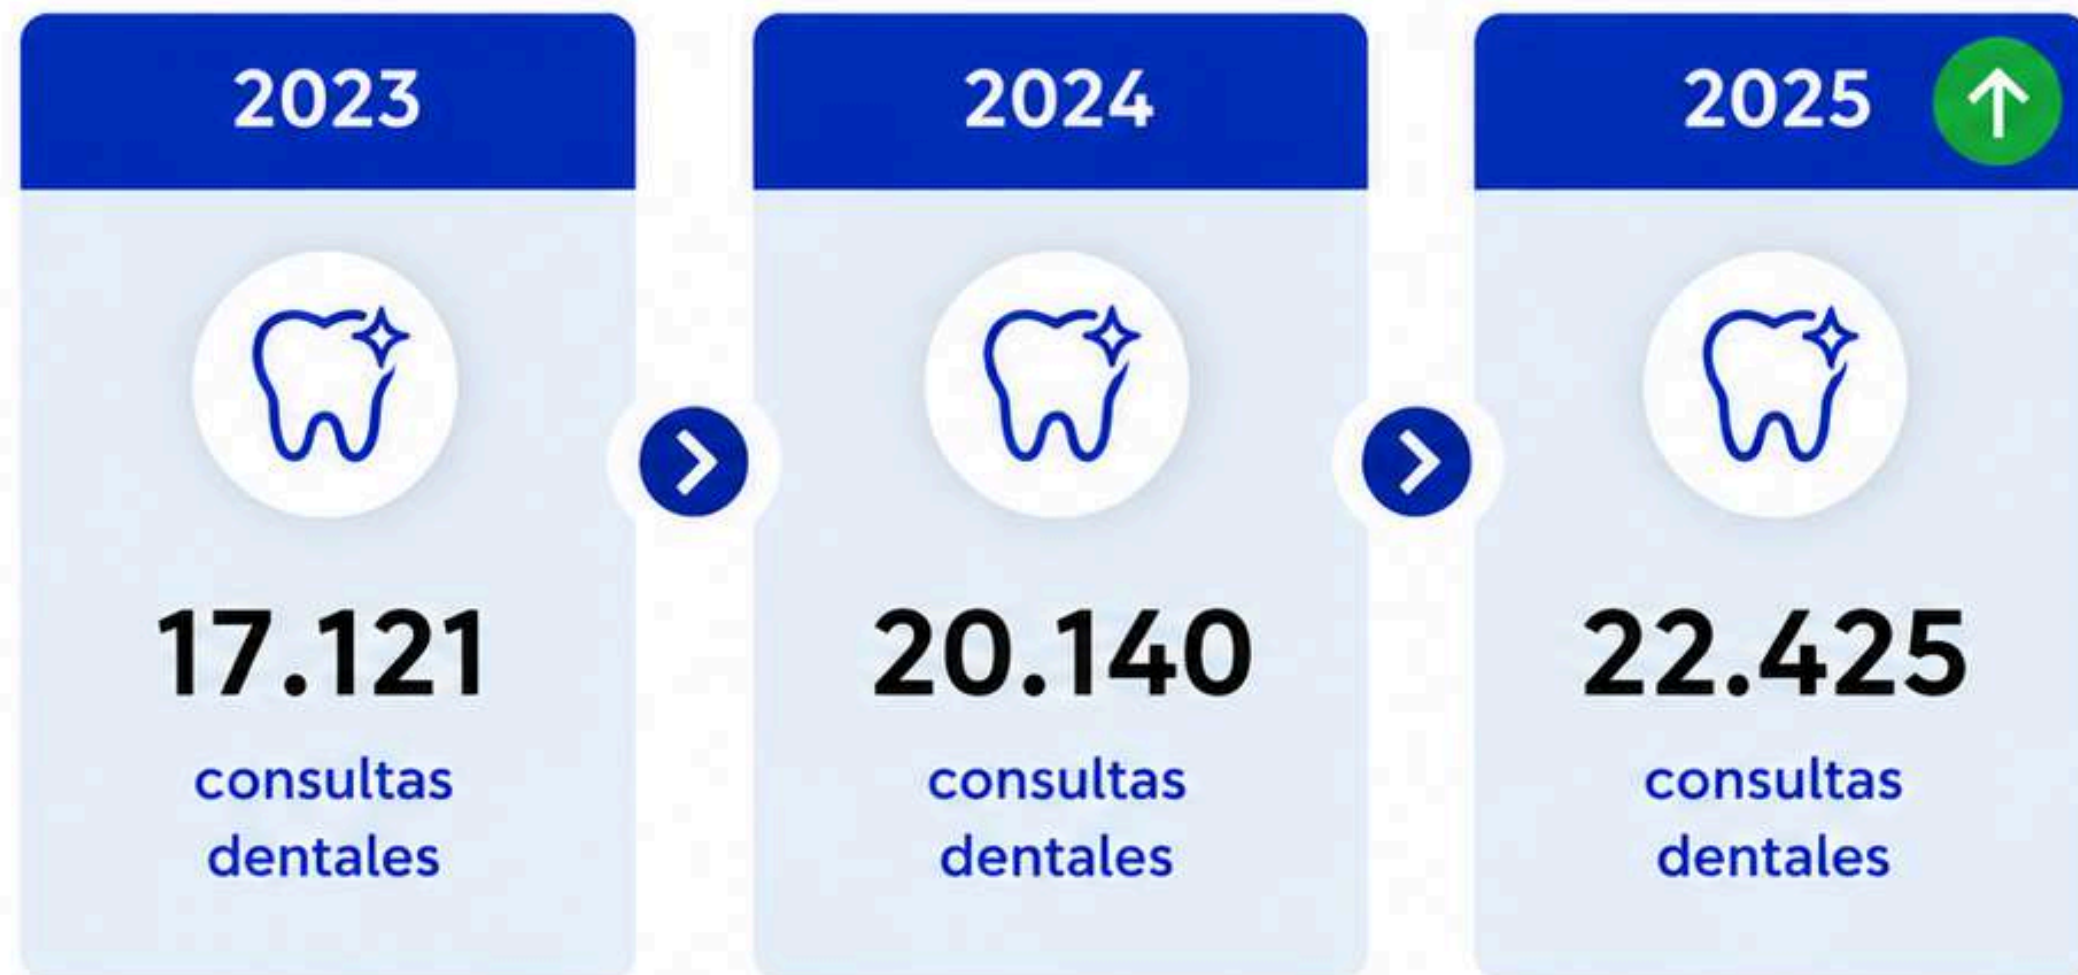 2023
17.121
consultas
dentales
2024
20.140
consultas
dentales
2025
22.425
consultas
dentales